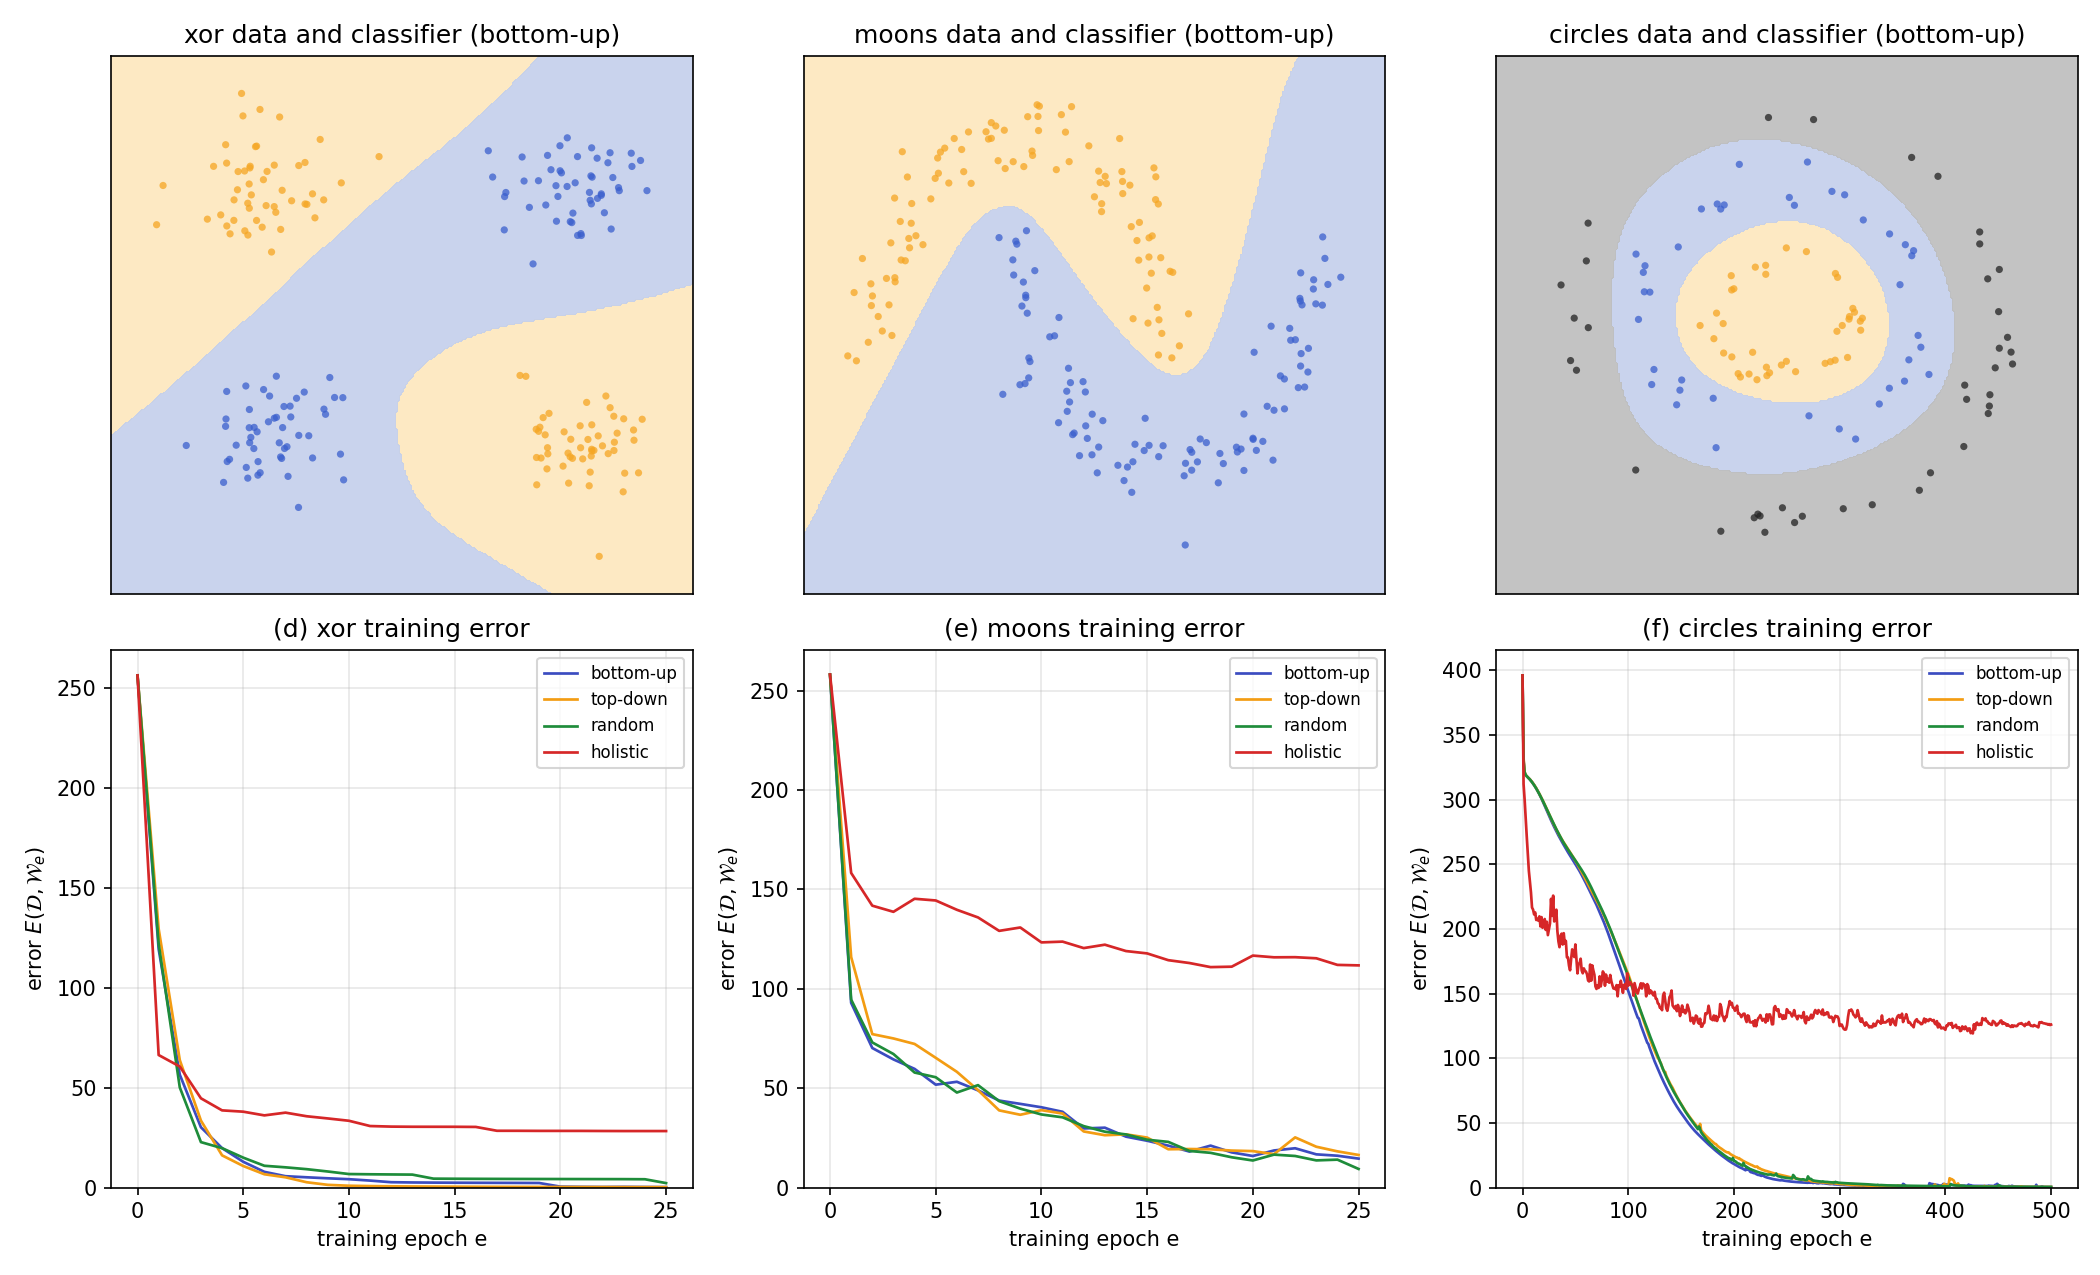 xor data and classifier (bottom-up)
moons data and classifier (bottom-up)
circles data and classifier (bottom-up)
(d) xor training error
error E(𝒟, 𝒲ₑ)
250
200
150
100
50
0
bottom-up
top-down
random
holistic
0 5 10 15 20 25
training epoch e
(e) moons training error
error E(𝒟, 𝒲ₑ)
250
200
150
100
50
0
bottom-up
top-down
random
holistic
0 5 10 15 20 25
training epoch e
(f) circles training error
error E(𝒟, 𝒲ₑ)
400
350
300
250
200
150
100
50
0
bottom-up
top-down
random
holistic
0 100 200 300 400 500
training epoch e